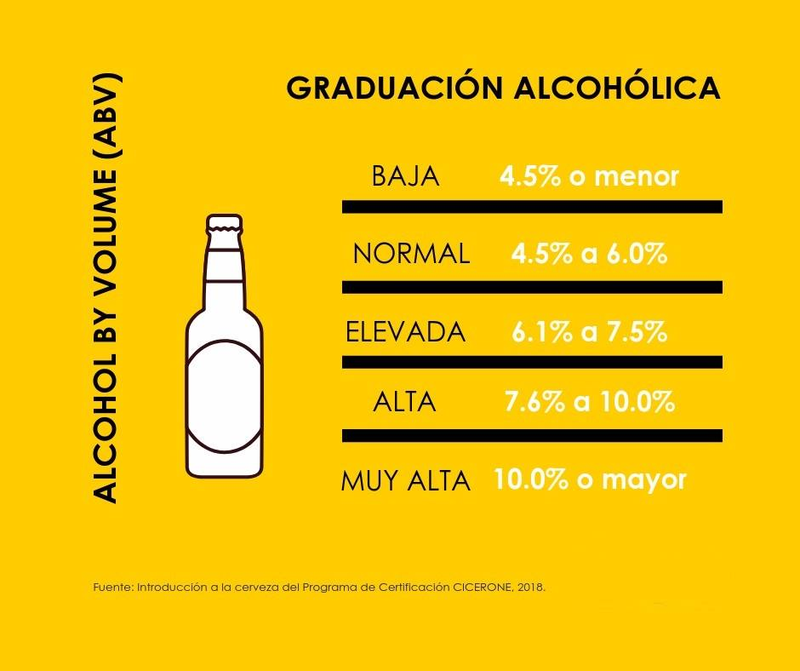 GRADUACIÓN ALCOHÓLICA
ALCOHOL BY VOLUME (ABV)
BAJA 4.5% o menor
NORMAL 4.5% a 6.0%
ELEVADA 6.1% a 7.5%
ALTA 7.6% a 10.0%
MUY ALTA 10.0% o mayor
Fuente: Introducción a la cerveza del Programa de Certificación CICERONE, 2018.